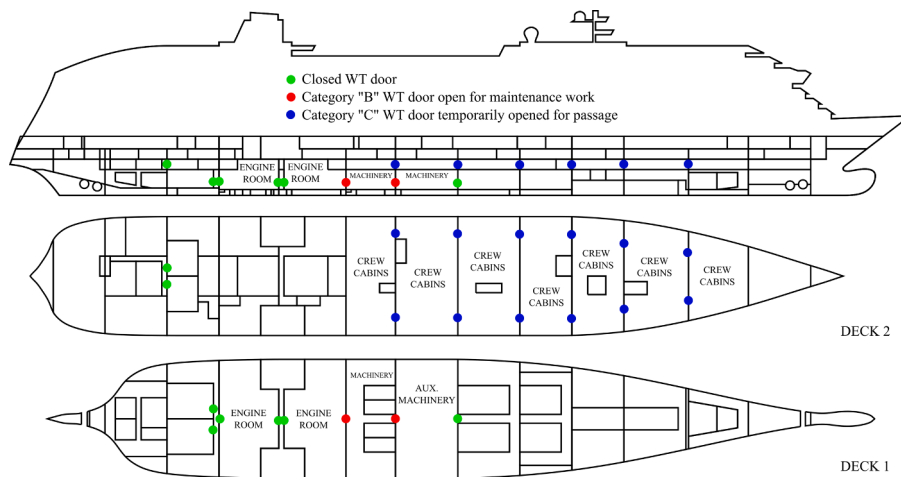 Closed WT door
Category "B" WT door open for maintenance work
Category "C" WT door temporarily opened for passage
ENGINE
ROOM
ENGINE
ROOM
MACHINERY
MACHINERY
CREW
CABINS
CREW
CABINS
CREW
CABINS
CREW
CABINS
CREW
CABINS
CREW
CABINS
CREW
CABINS
DECK 2
MACHINERY
AUX.
MACHINERY
ENGINE
ROOM
ENGINE
ROOM
DECK 1